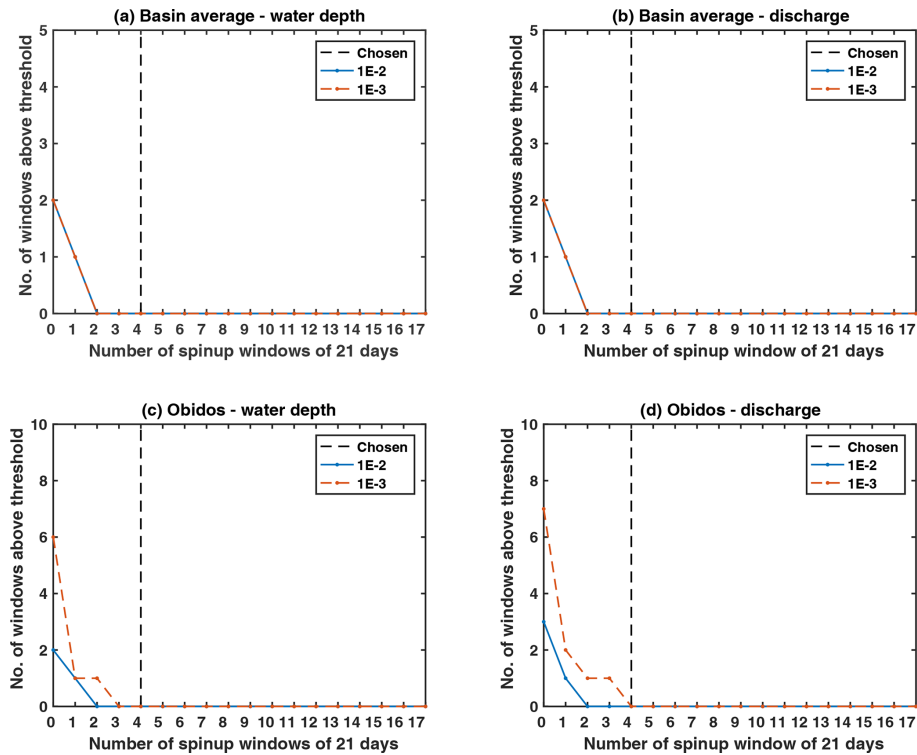 (a) Basin average - water depth
No. of windows above threshold
5
4
3
2
1
0
Chosen
1E-2
1E-3
0 1 2 3 4 5 6 7 8 9 10 11 12 13 14 15 16 17
Number of spinup windows of 21 days
(b) Basin average - discharge
No. of windows above threshold
5
4
3
2
1
0
Chosen
1E-2
1E-3
0 1 2 3 4 5 6 7 8 9 10 11 12 13 14 15 16 17
Number of spinup window of 21 days
(c) Obidos - water depth
No. of windows above threshold
10
8
6
4
2
0
Chosen
1E-2
1E-3
0 1 2 3 4 5 6 7 8 9 10 11 12 13 14 15 16 17
Number of spinup windows of 21 days
(d) Obidos - discharge
No. of windows above threshold
10
8
6
4
2
0
Chosen
1E-2
1E-3
0 1 2 3 4 5 6 7 8 9 10 11 12 13 14 15 16 17
Number of spinup windows of 21 days